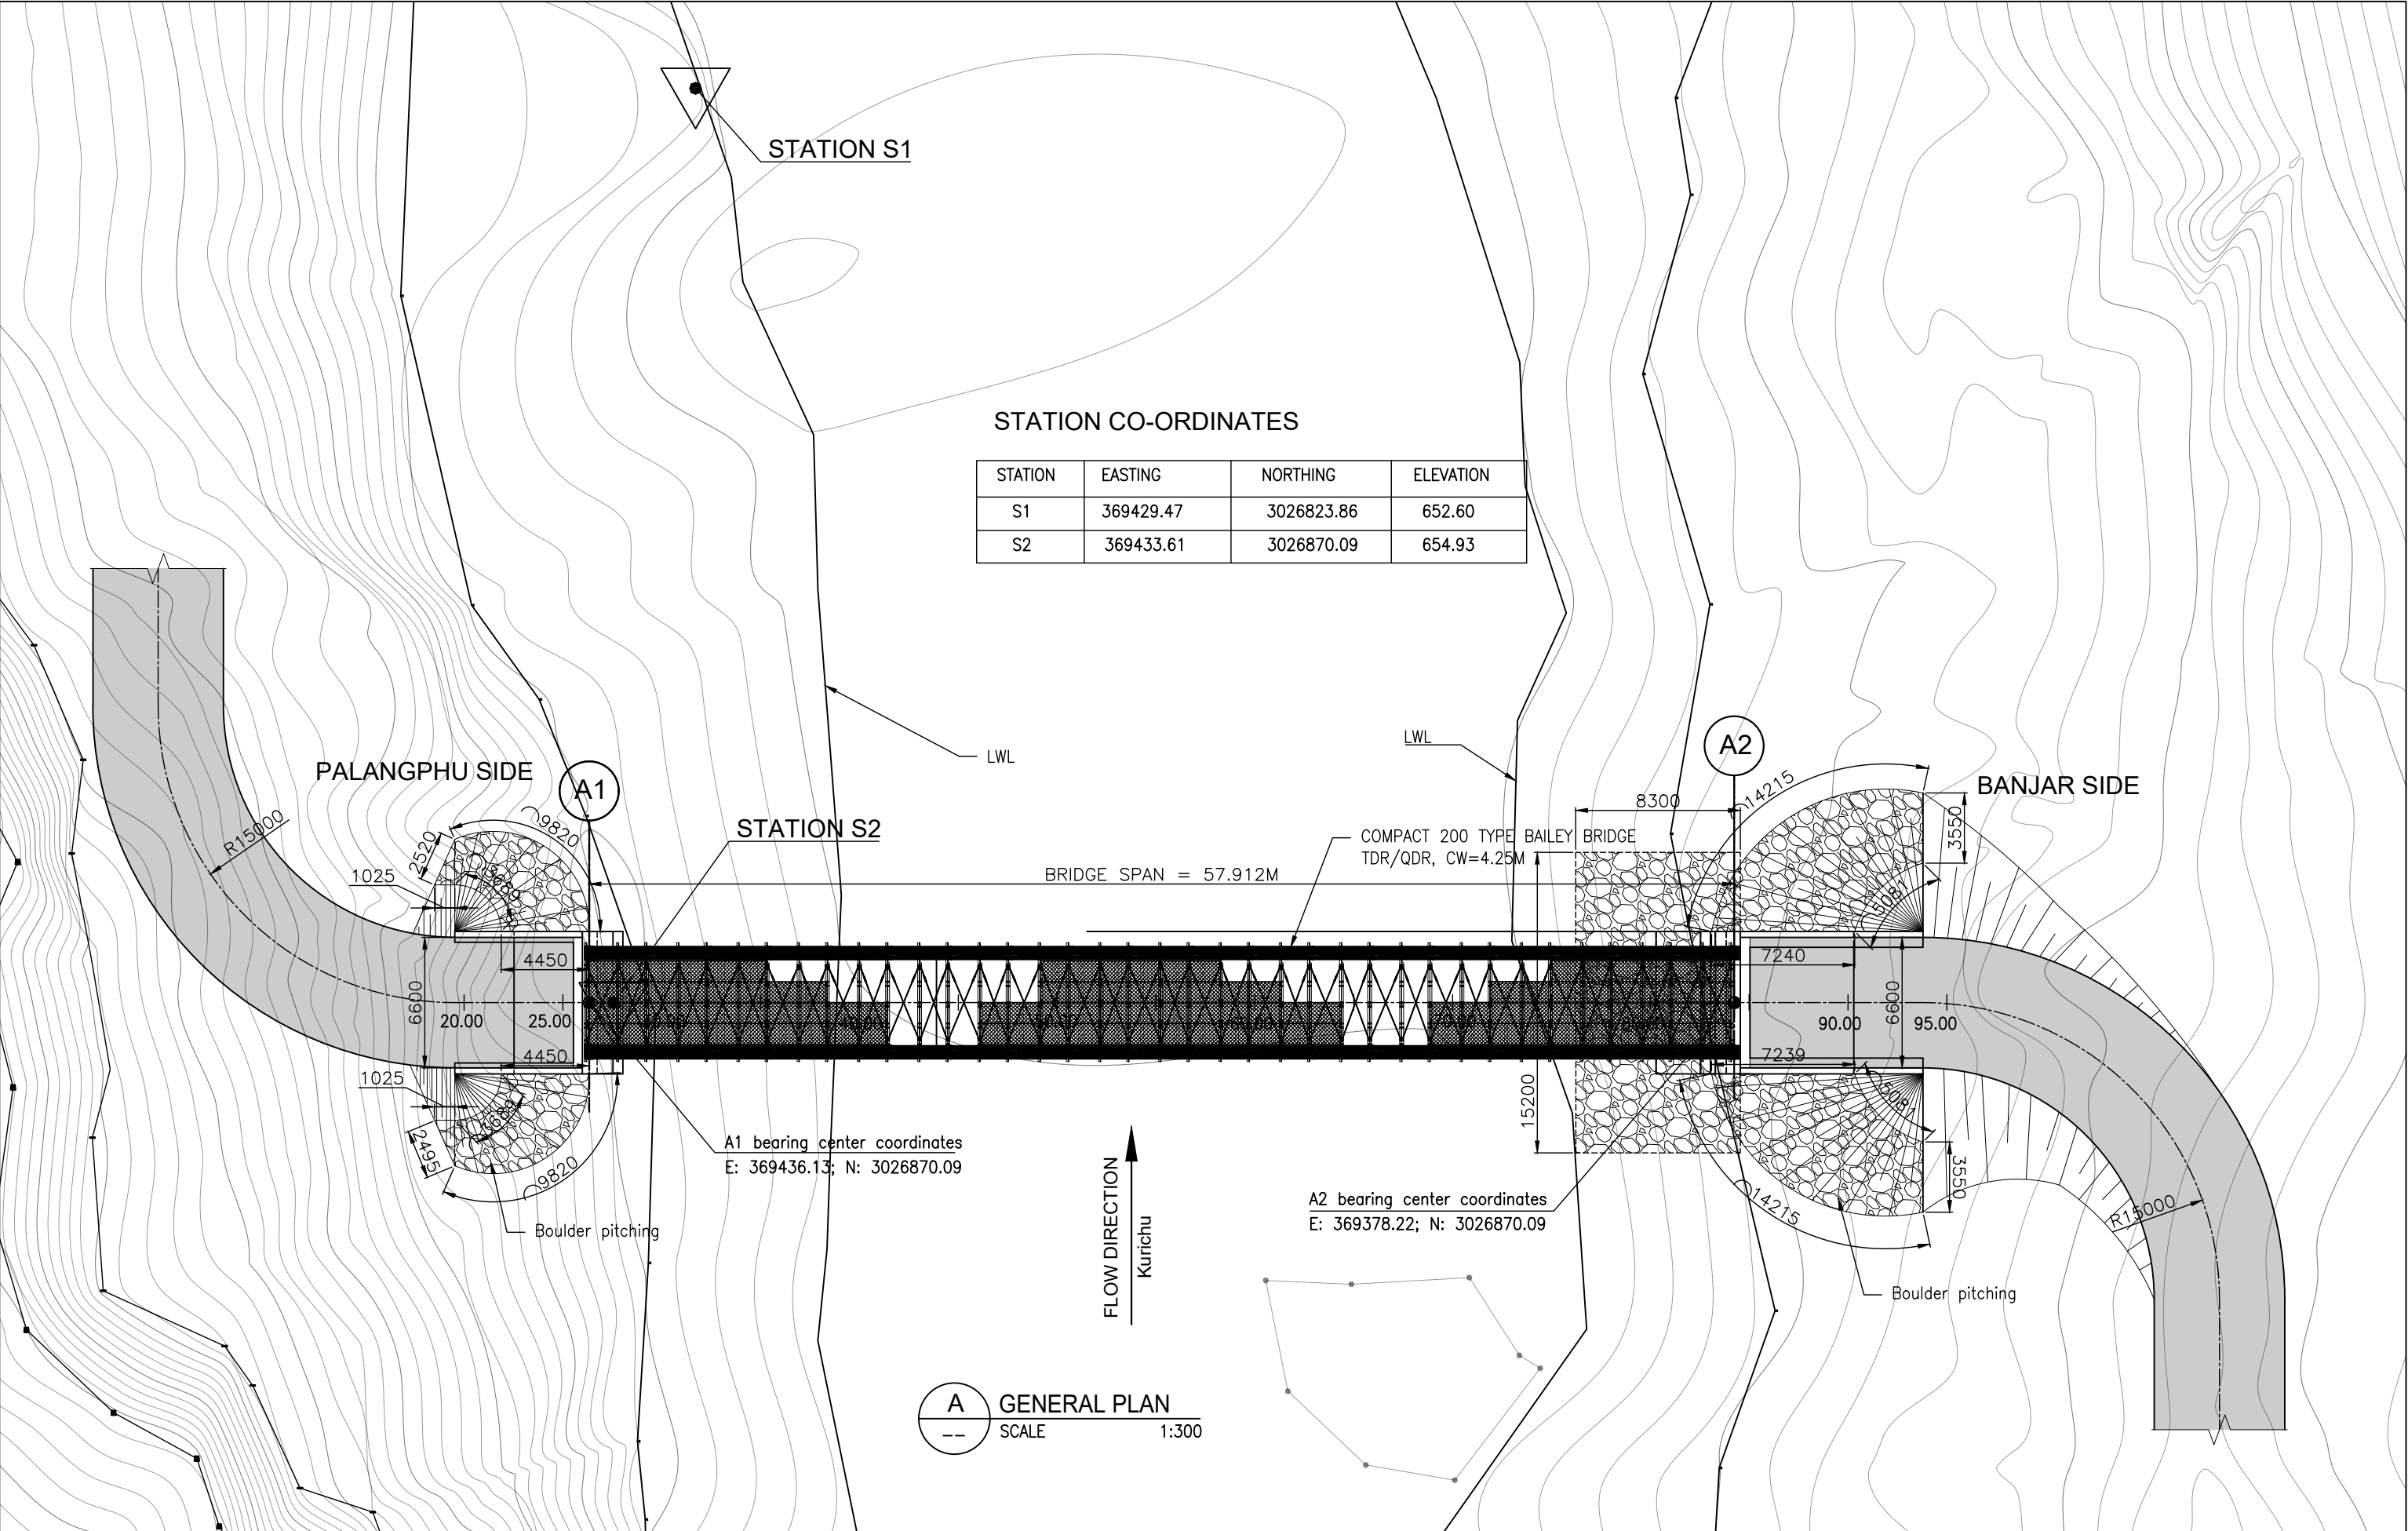 STATION S1
STATION CO-ORDINATES
STATION EASTING NORTHING ELEVATION
S1 369429.47 3026823.86 652.60
S2 369433.61 3026870.09 654.93
LWL
LWL
A1
A2
PALANGPHU SIDE
BANJAR SIDE
STATION S2
R15000
2520
9820
1025
3689
8300
14215
3550
COMPACT 200 TYPE BAILEY BRIDGE
TDR/QDR, CW=4.25M
BRIDGE SPAN = 57.912M
4450
6600
20.00
25.00
4450
7240
5081
6600
90.00
95.00
7239
1025
3689
2495
9820
15200
5081
14215
3550
R15000
A1 bearing center coordinates
E: 369436.13; N: 3026870.09
A2 bearing center coordinates
E: 369378.22; N: 3026870.09
Boulder pitching
Boulder pitching
FLOW DIRECTION
Kurichu
A
--
GENERAL PLAN
SCALE 1:300